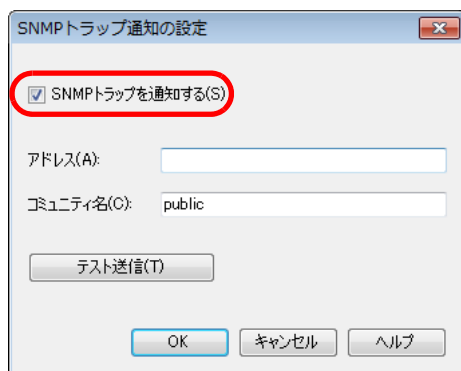 SNMPトラップ通知の設定
SNMPトラップを通知する(S)
アドレス(A):
コミュニティ名(C): public
テスト送信(T)
OK キャンセル ヘルプ